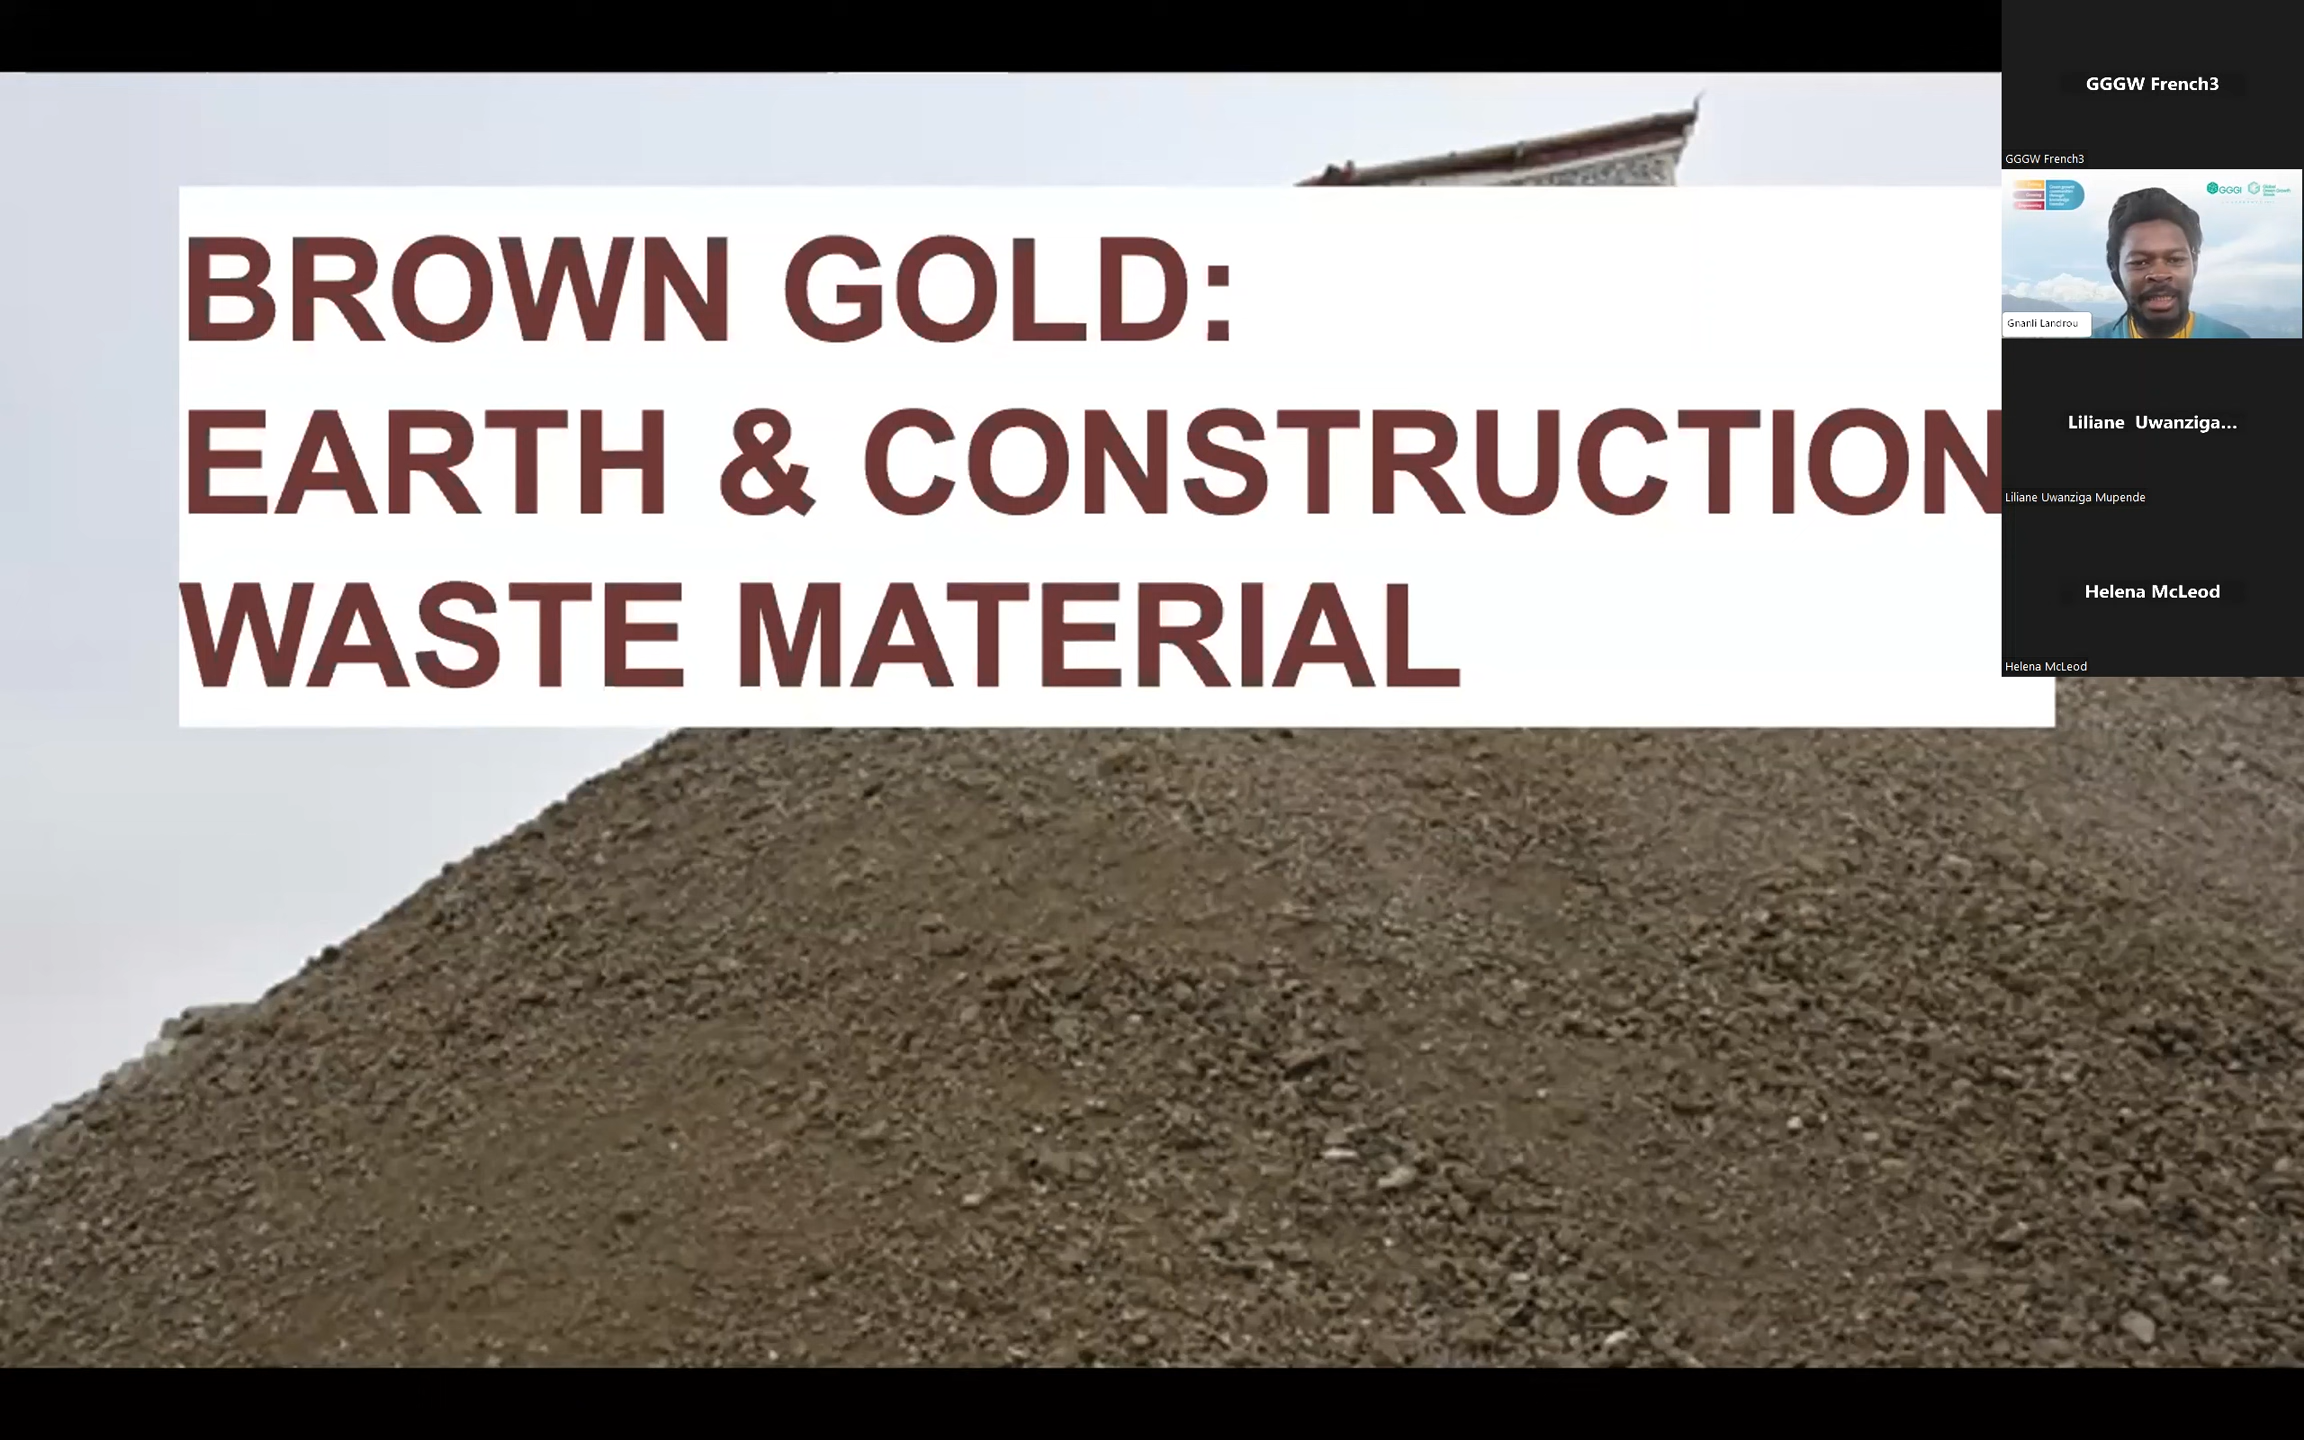 BROWN GOLD:
EARTH & CONSTRUCTION
WASTE MATERIAL
GGGW French3
GGGW French3
GGGI
Gnanli Landrou
Liliane Uwanziga...
Liliane Uwanziga Mupende
Helena McLeod
Helena McLeod